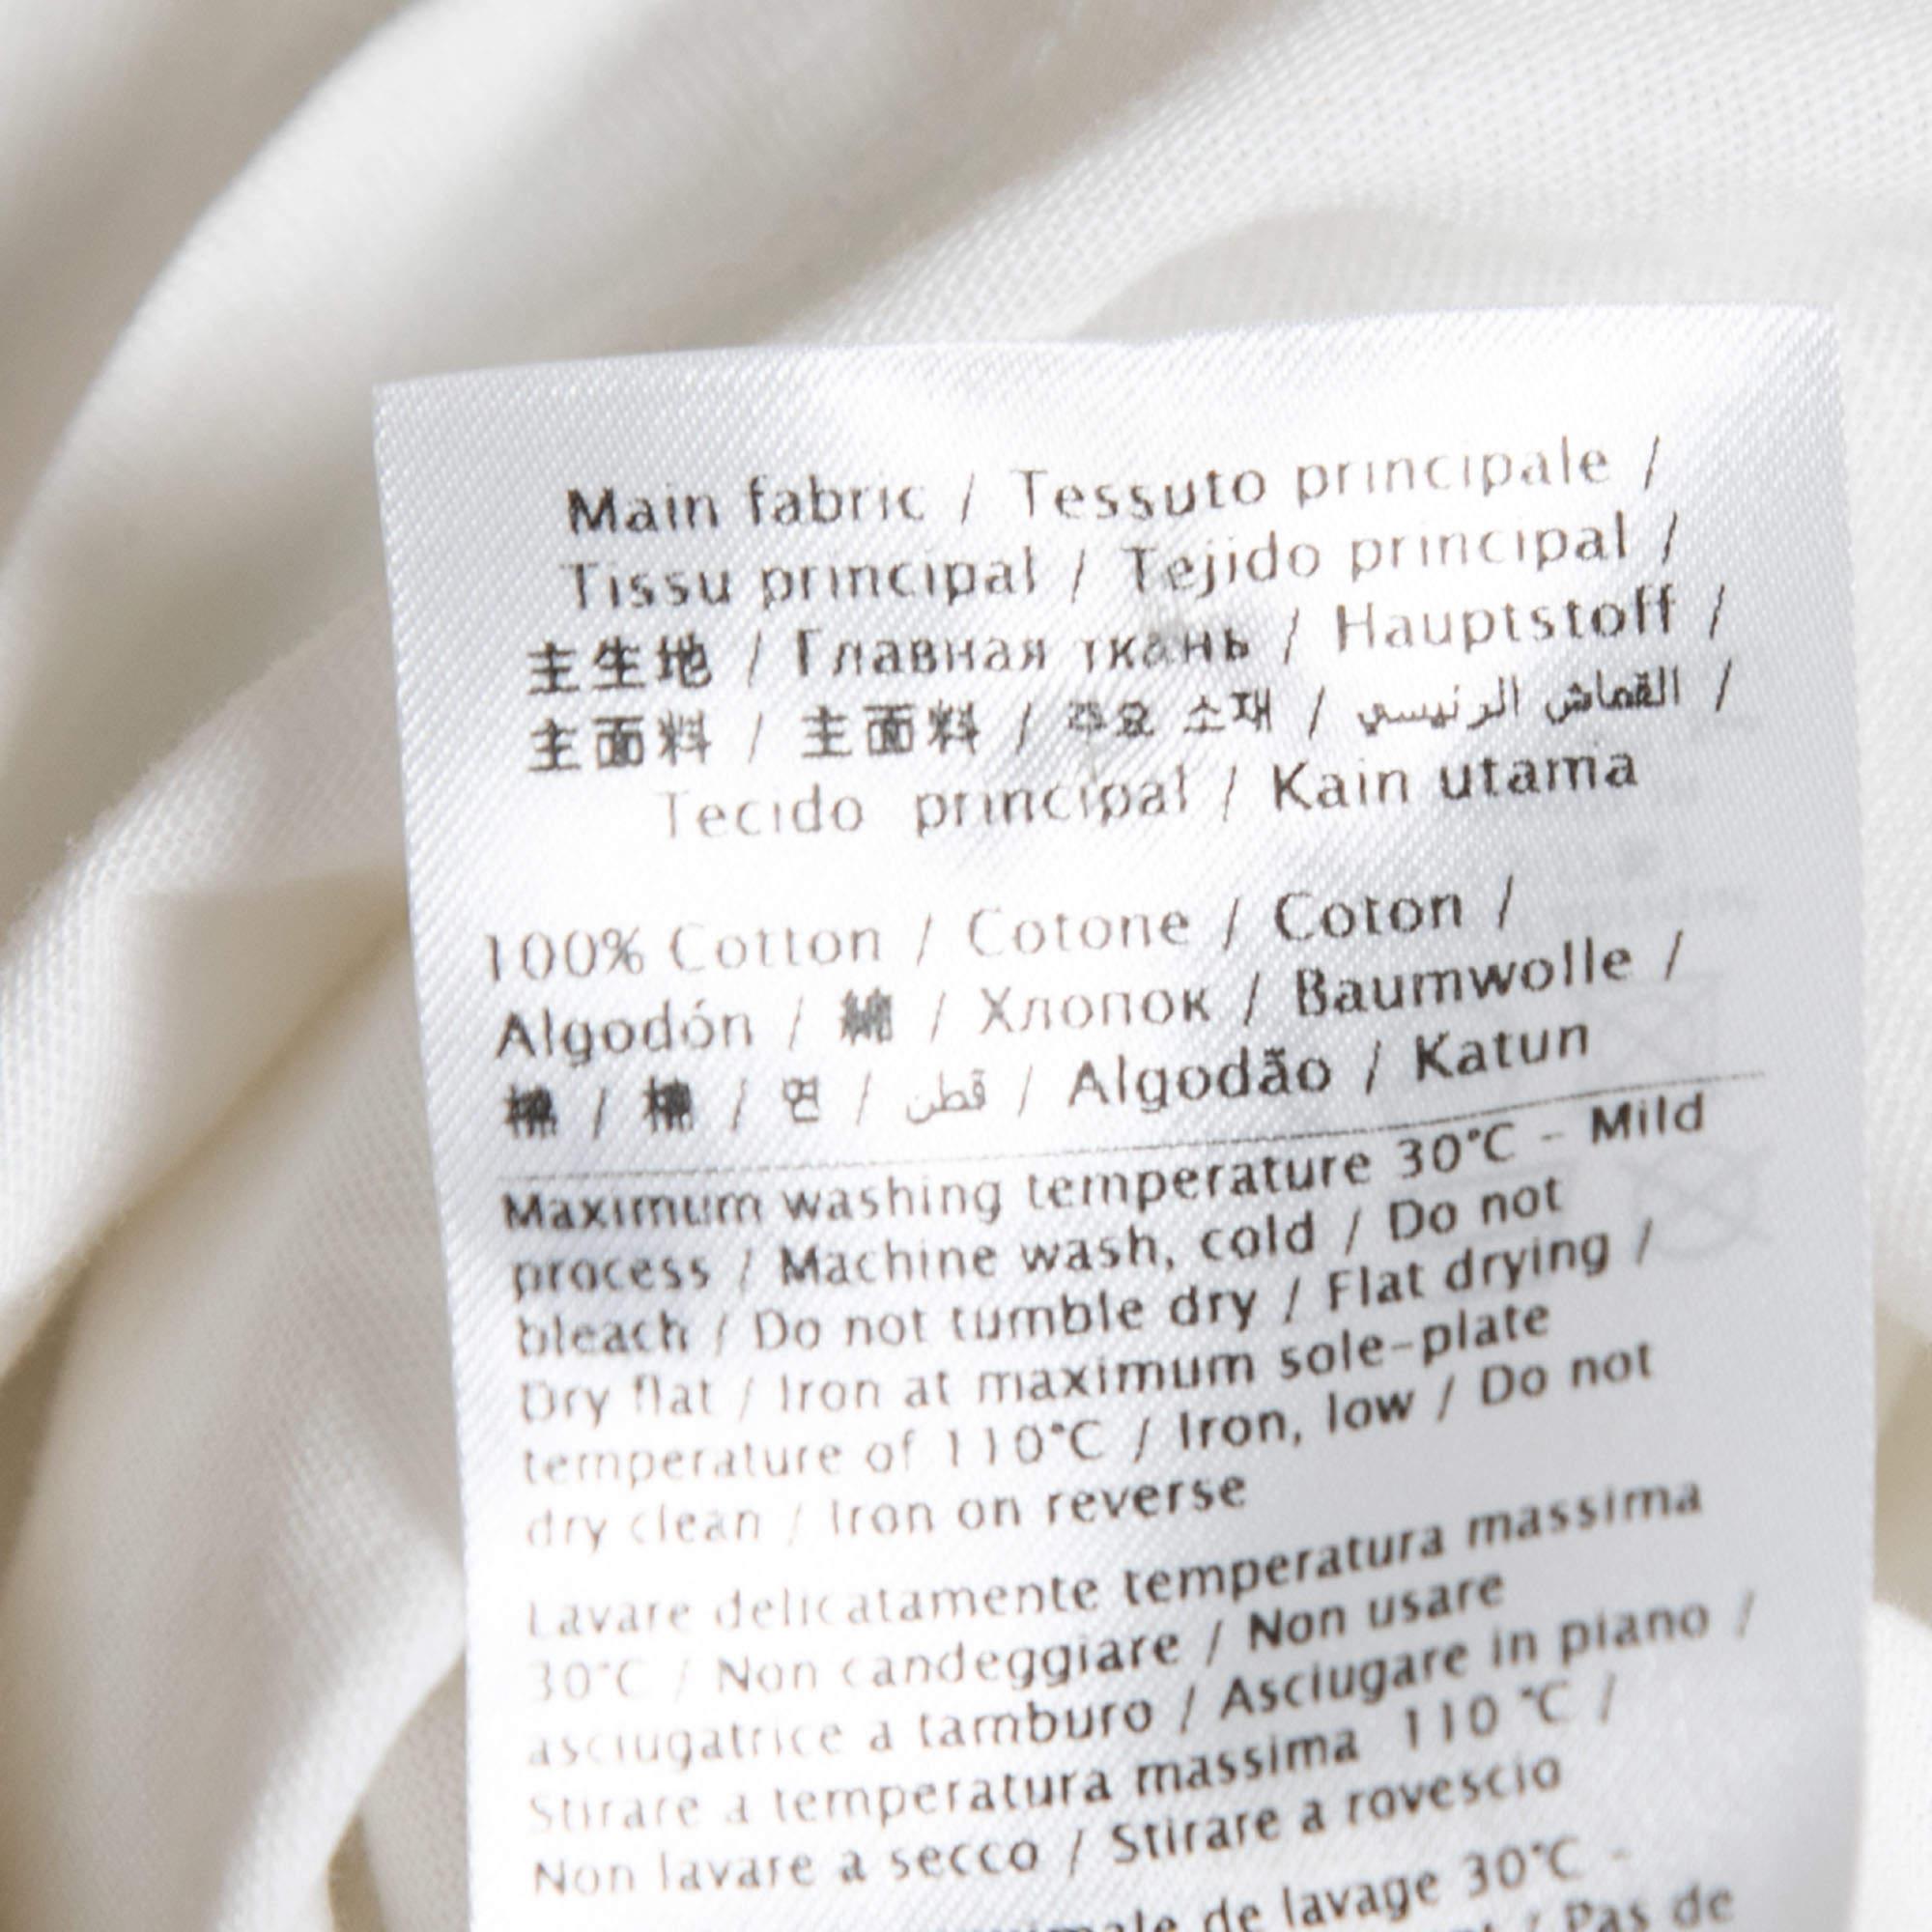 Main fabric / Tessuto principale /
Tissu principal / Tejido principal /
主生地 / Главная ткань / Hauptstoff /
主面料 / 主面料 / 주요 소재 / القماش الرئيسي /
Tecido principal / Kain utama
100% Cotton / Cotone / Coton /
Algodón / 綿 / Хлопок / Baumwolle /
棉 / 棉 / 면 / قطن / Algodão / Katun
Maximum washing temperature 30°C - Mild
process / Machine wash, cold / Do not
bleach / Do not tumble dry / Flat drying /
Dry flat / Iron at maximum sole-plate
temperature of 110°C / Iron, low / Do not
dry clean / Iron on reverse
Lavare delicatamente temperatura massima
30°C / Non candeggiare / Non usare
asciugatrice a tamburo / Asciugare in piano /
Stirare a temperatura massima 110 °C /
Non lavare a secco / Stirare a rovescio
de lavage 30°C -
/ Pas de